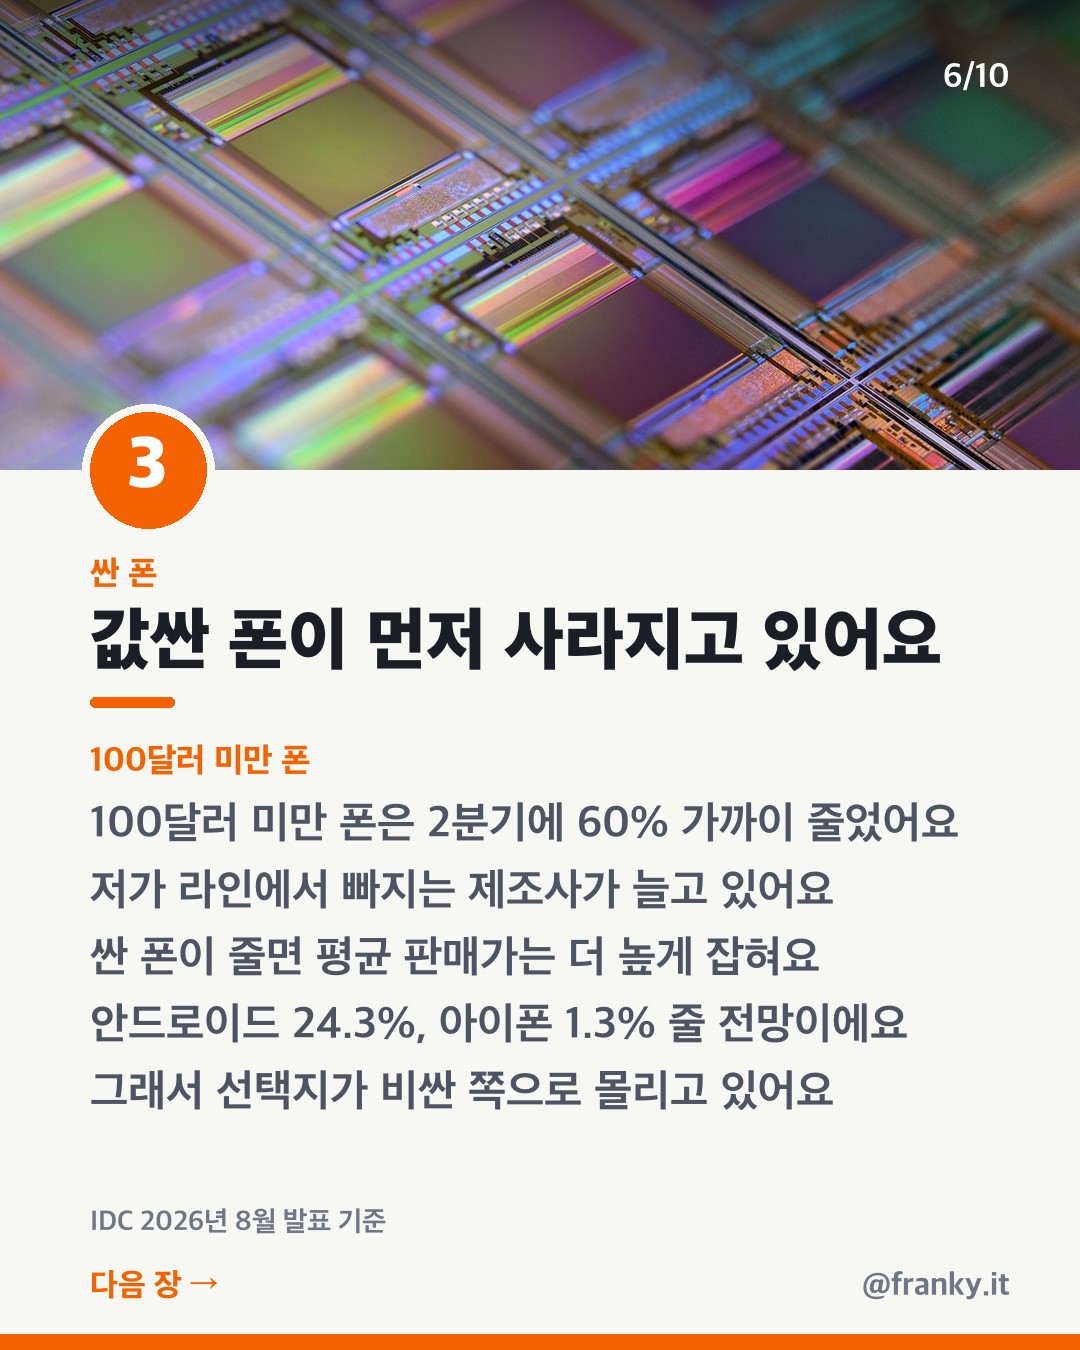 6/10
3
싼 폰
값싼 폰이 먼저 사라지고 있어요
100달러 미만 폰
100달러 미만 폰은 2분기에 60% 가까이 줄었어요
저가 라인에서 빠지는 제조사가 늘고 있어요
싼 폰이 줄면 평균 판매가는 더 높게 잡혀요
안드로이드 24.3%, 아이폰 1.3% 줄 전망이에요
그래서 선택지가 비싼 쪽으로 몰리고 있어요
IDC 2026년 8월 발표 기준
다음 장 →
@franky.it